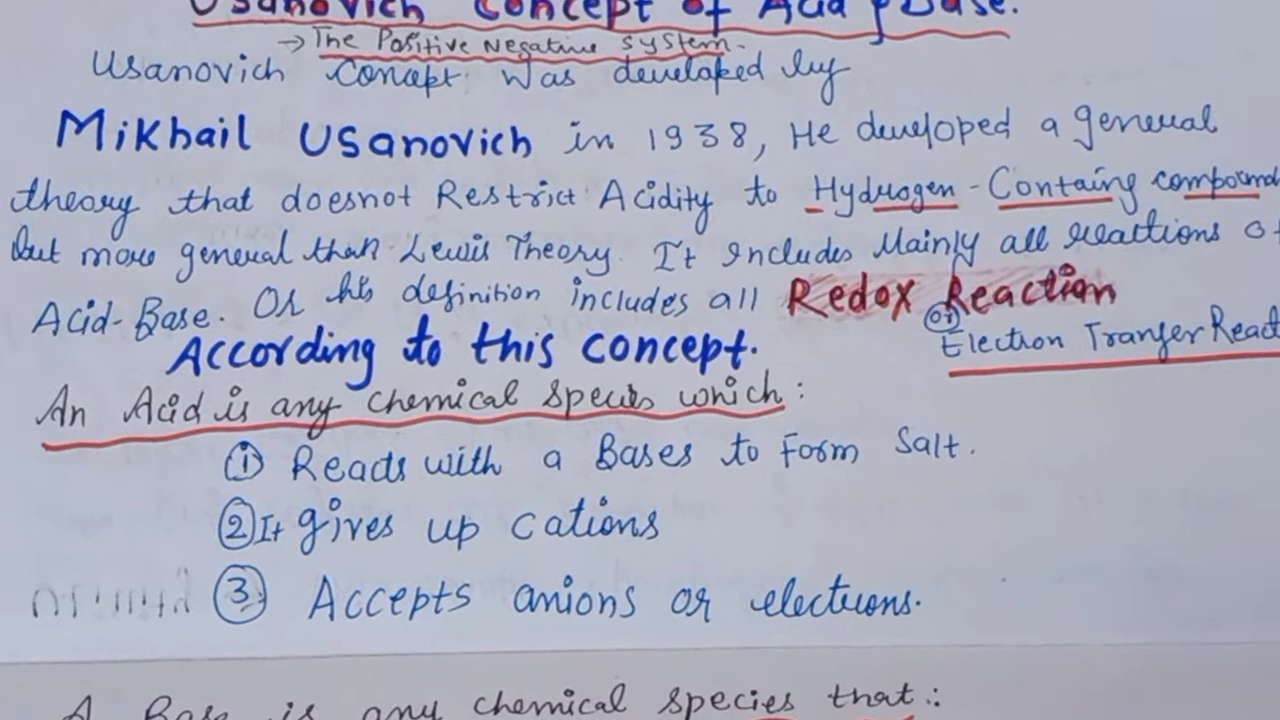 Usanovich Concept of Acid & Base.
→ The Positive Negative System.
Usanovich Concept was developed by
Mikhail Usanovich in 1938, He developed a general
theory that doesnot Restrict Acidity to Hydrogen-Containg compound
but more general than Lewis Theory. It Includes Mainly all reactions of
Acid-Base. Or his definition includes all Redox Reaction
(or)
Election Tranfer React
According to this concept.
An Acid is any chemical species which:
① Reacts with a Bases to Form Salt.
② It gives up cations
③ Accepts anions or electrons.
A Base is any chemical species that: